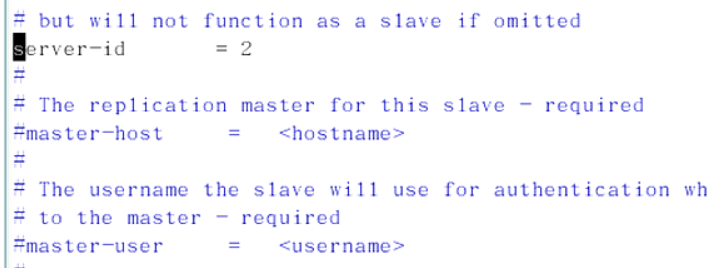 # but will not function as a slave if omitted
server-id = 2
#
# The replication master for this slave - required
#master-host = <hostname>
#
# The username the slave will use for authentication wh
# to the master - required
#master-user = <username>
#